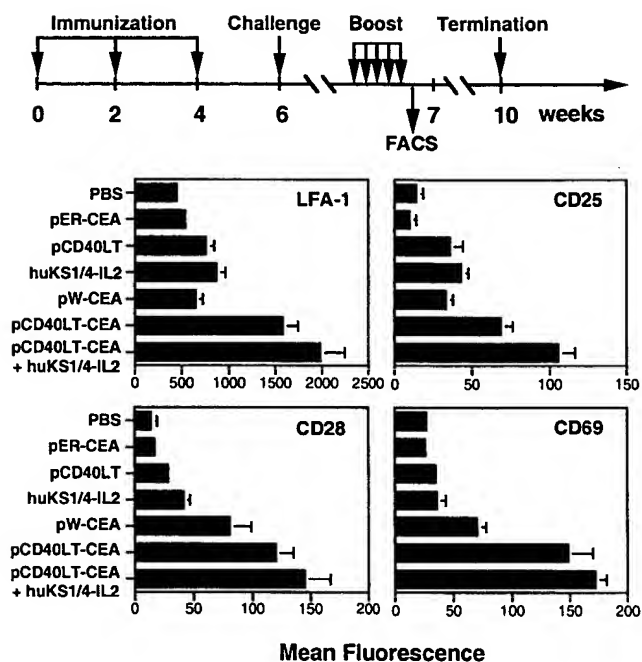 Immunization Challenge Boost Termination
0 2 4 6 7 10 weeks
FACS
LFA-1
PBS
pER-CEA
pCD40LT
huKS1/4-IL2
pW-CEA
pCD40LT-CEA
pCD40LT-CEA
+ huKS1/4-IL2
0 500 1000 1500 2000 2500
CD25
0 50 100 150
CD28
PBS
pER-CEA
pCD40LT
huKS1/4-IL2
pW-CEA
pCD40LT-CEA
pCD40LT-CEA
+ huKS1/4-IL2
0 50 100 150 200
CD69
0 50 100 150 200
Mean Fluorescence